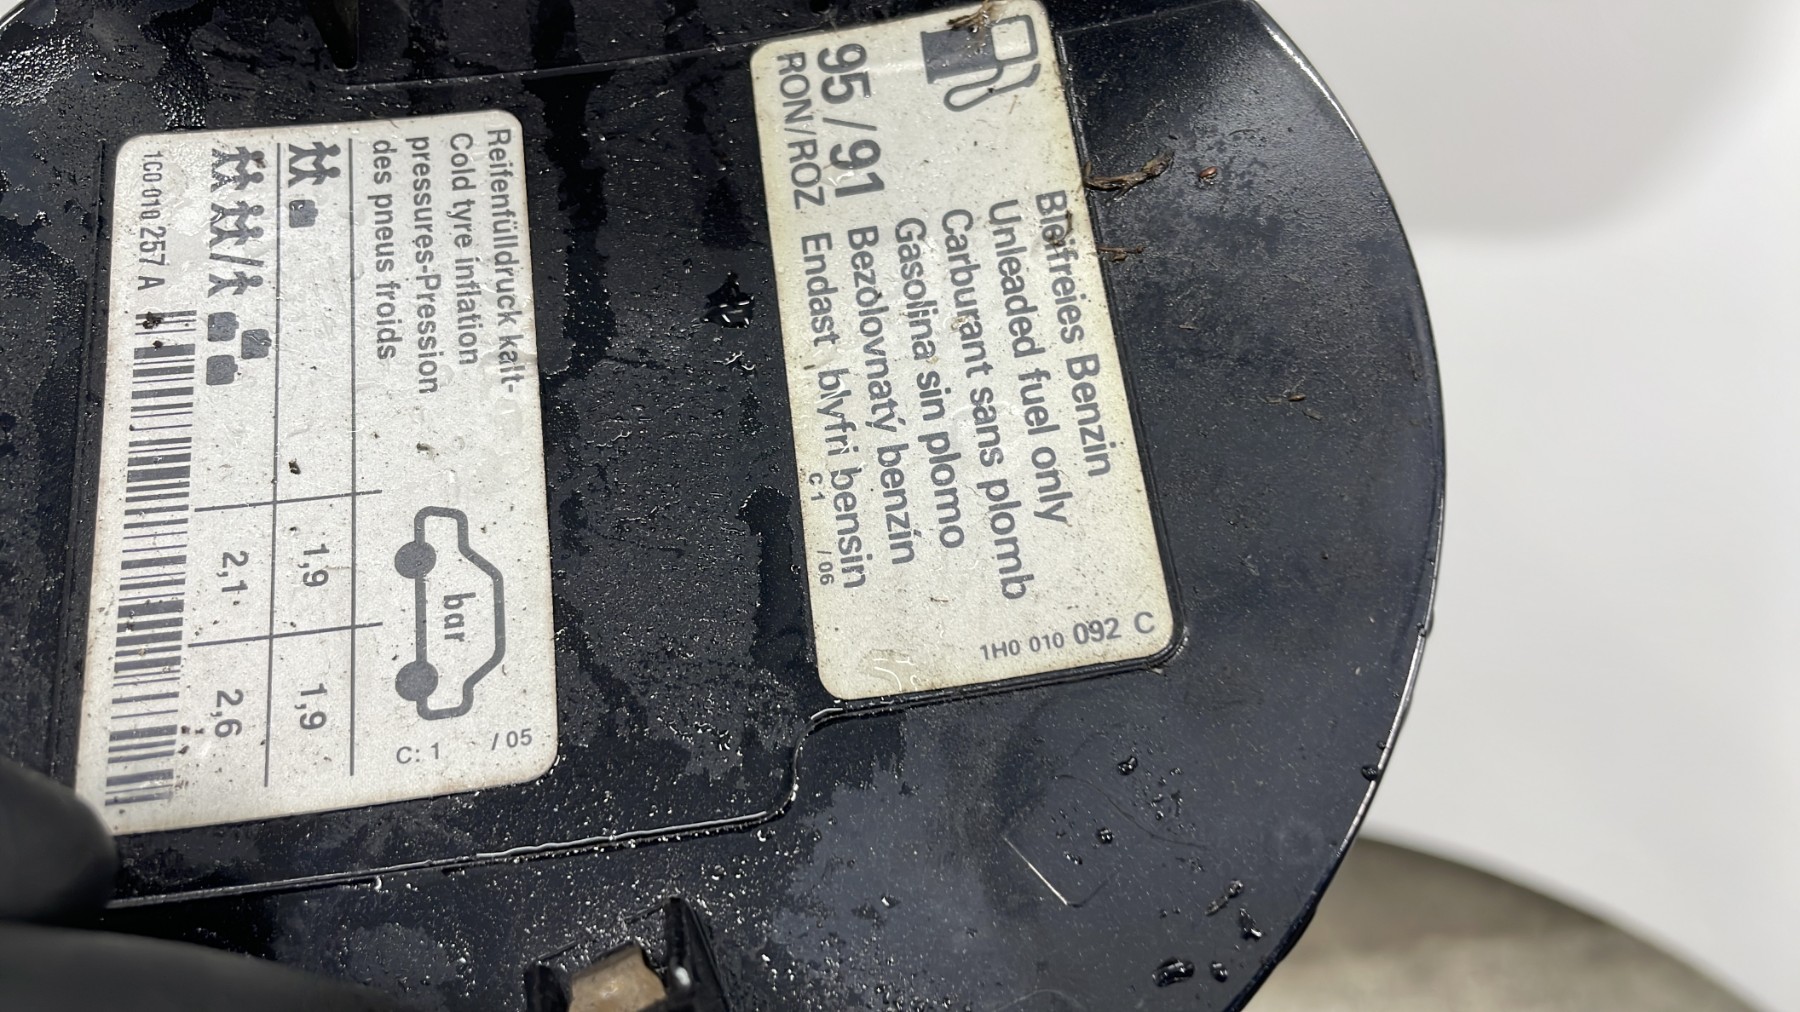 Reifenfülldruck kalt-
Cold tyre inflation
pressures-Pression
des pneus froids
bar
C: 1 / 05
1,9 1,9
2,1 2,6
1C0 010 257 A
95 / 91
RON/ROZ
Bleifreies Benzin
Unleaded fuel only
Carburant sans plomb
Gasolina sin plomo
Bezolovnatý benzín
Endast blyfri bensin
C 1 / 06
1H0 010 092 C